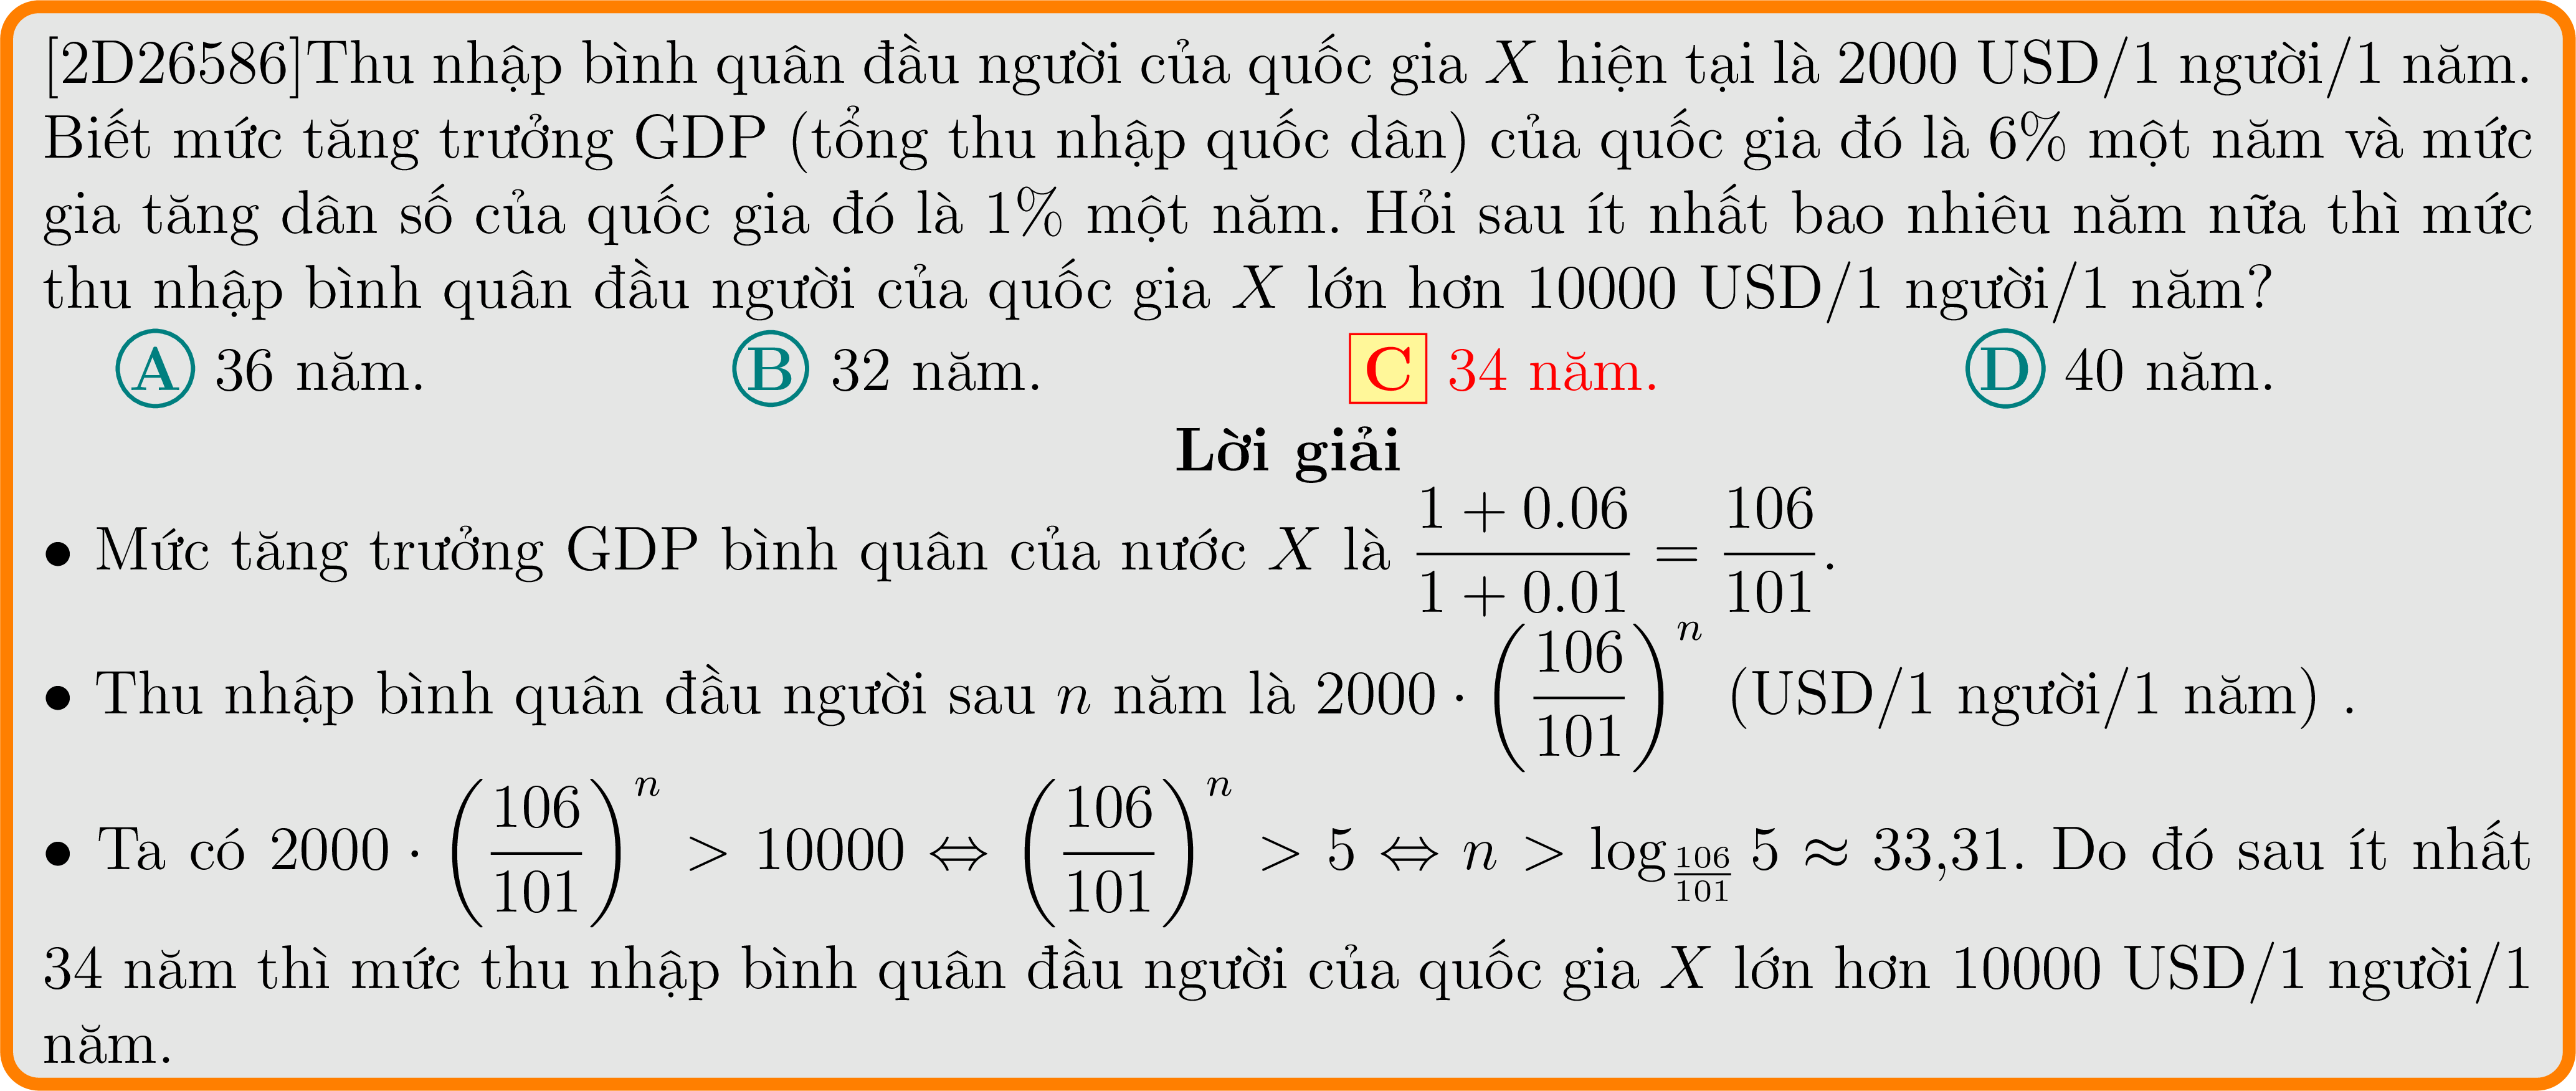 [2D26586]Thu nhập bình quân đầu người của quốc gia X hiện tại là 2000 USD/1 người/1 năm.
Biết mức tăng trưởng GDP (tổng thu nhập quốc dân) của quốc gia đó là 6% một năm và mức
gia tăng dân số của quốc gia đó là 1% một năm. Hỏi sau ít nhất bao nhiêu năm nữa thì mức
thu nhập bình quân đầu người của quốc gia X lớn hơn 10000 USD/1 người/1 năm?
A 36 năm. B 32 năm. C 34 năm. D 40 năm.
Lời giải
• Mức tăng trưởng GDP bình quân của nước X là \frac{1 + 0.06}{1 + 0.01} = \frac{106}{101}.
• Thu nhập bình quân đầu người sau n năm là 2000 · \left(\frac{106}{101}\right)^n (USD/1 người/1 năm) .
• Ta có 2000 · \left(\frac{106}{101}\right)^n > 10000 ⇔ \left(\frac{106}{101}\right)^n > 5 ⇔ n > \log_{\frac{106}{101}} 5 ≈ 33,31. Do đó sau ít nhất
34 năm thì mức thu nhập bình quân đầu người của quốc gia X lớn hơn 10000 USD/1 người/1
năm.